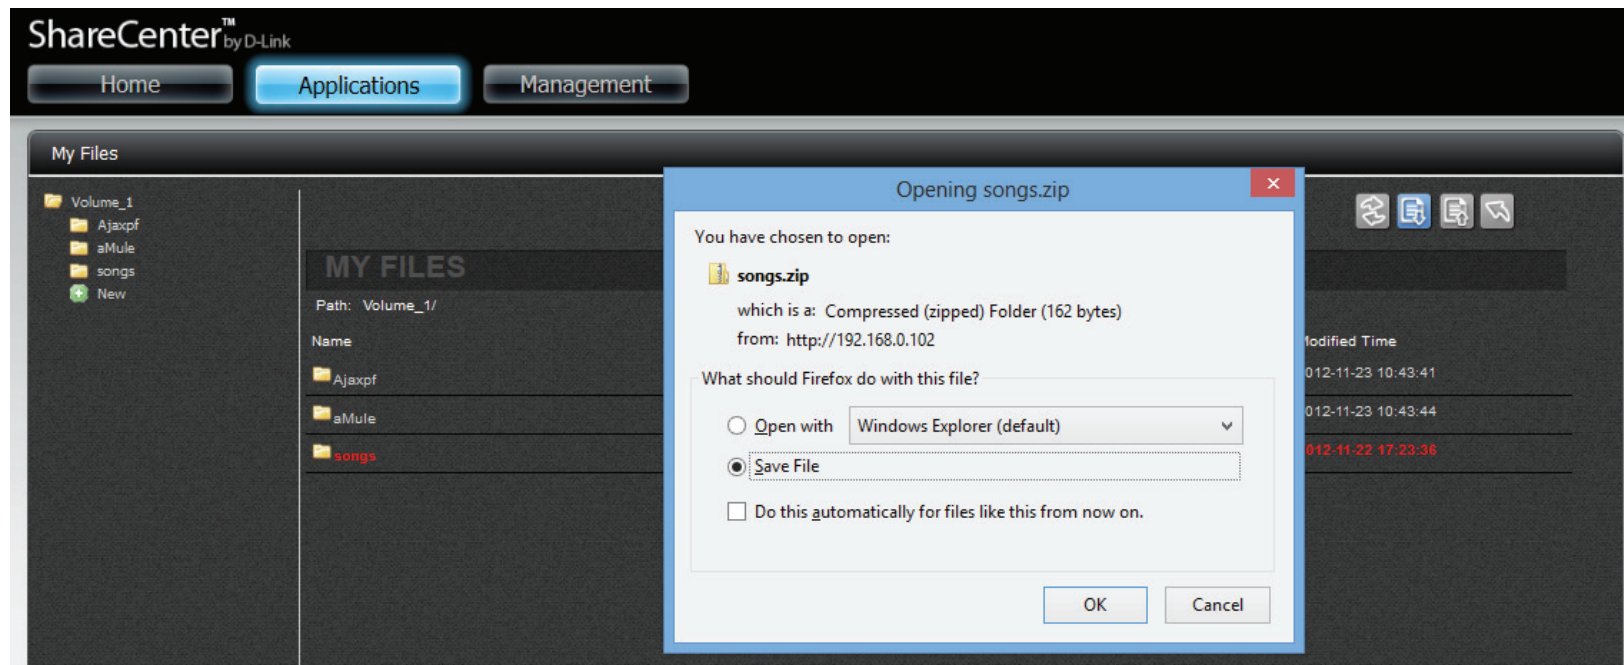 ShareCenter™ by D-Link
Home Applications Management
My Files
Volume_1
Ajaxpf
aMule
songs
New
MY FILES
Path: Volume_1/
Name
Modified Time
Ajaxpf
012-11-23 10:43:41
aMule
012-11-23 10:43:44
songs
012-11-22 17:23:36
Opening songs.zip
You have chosen to open:
songs.zip
which is a: Compressed (zipped) Folder (162 bytes)
from: http://192.168.0.102
What should Firefox do with this file?
Open with Windows Explorer (default)
Save File
Do this automatically for files like this from now on.
OK Cancel